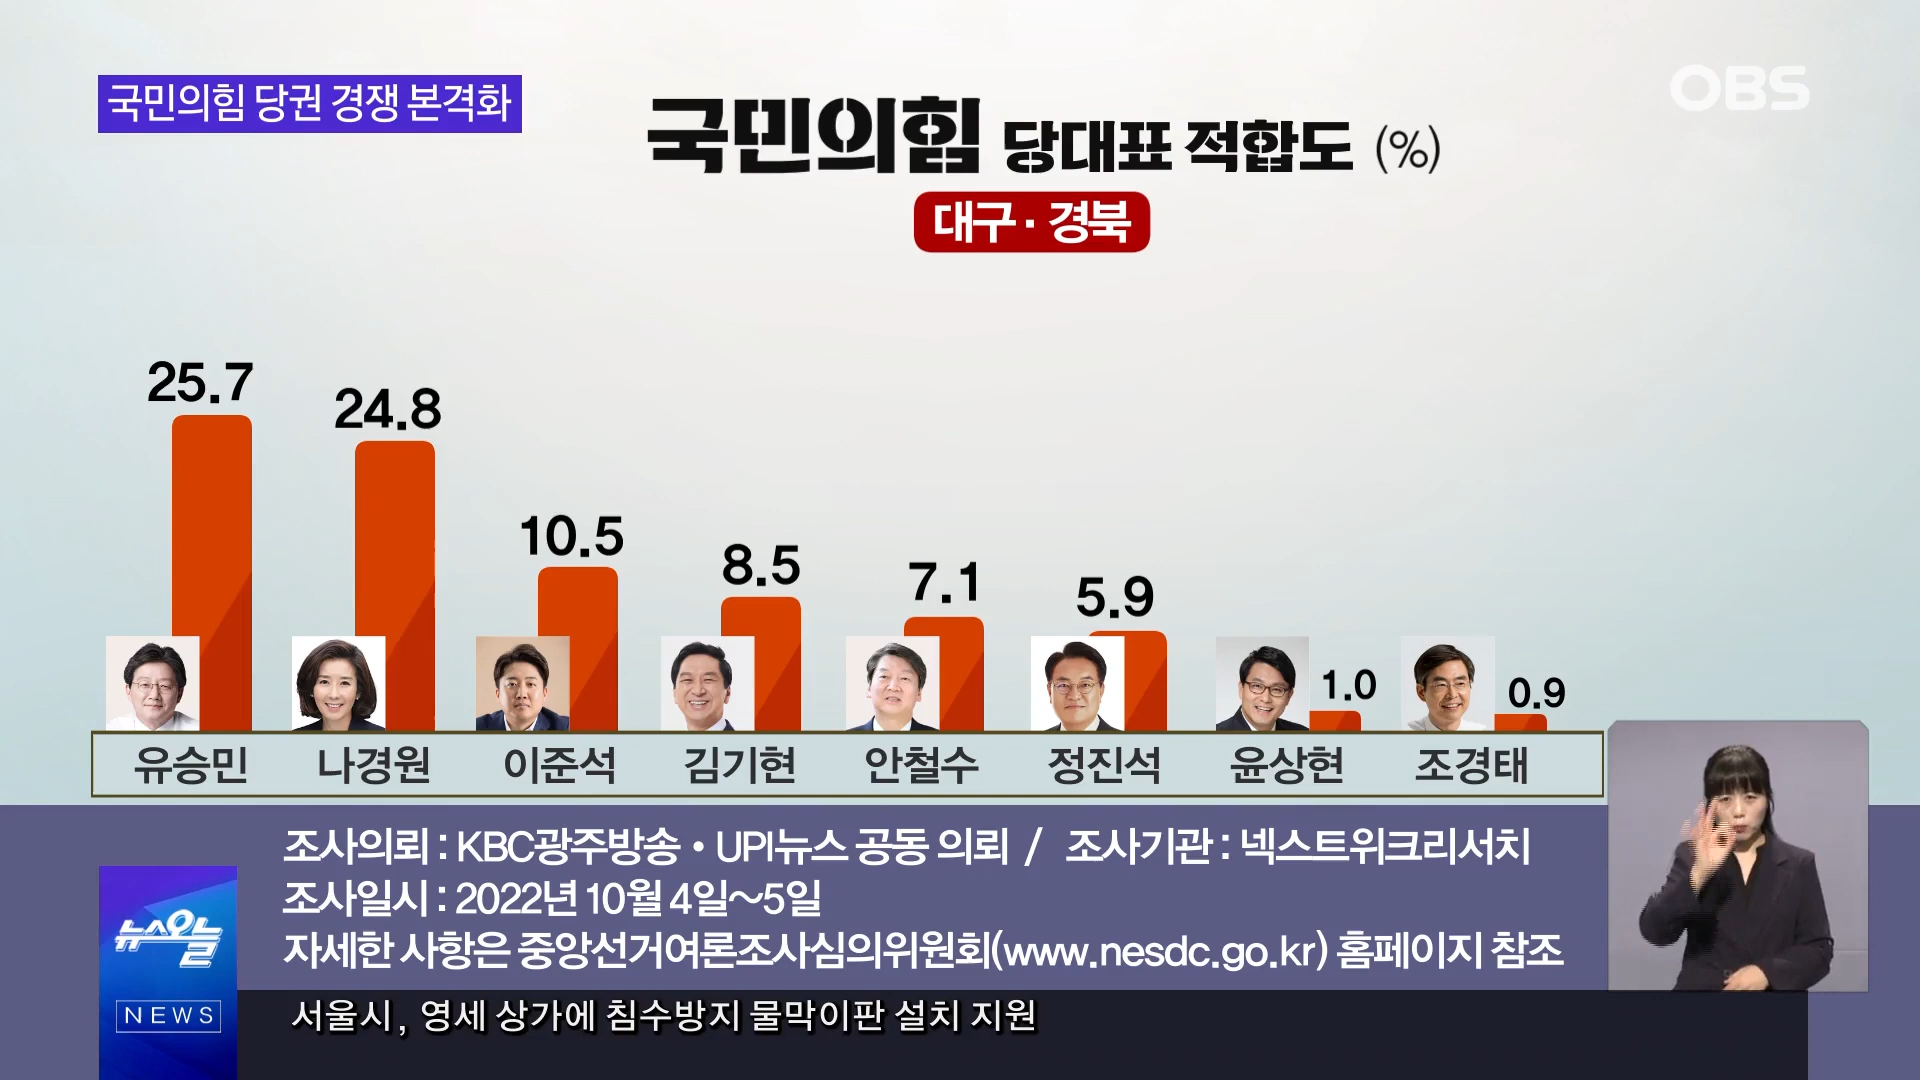 국민의힘 당권 경쟁 본격화
OBS
국민의힘 당대표 적합도 (%)
대구·경북
25.7
24.8
10.5
8.5
7.1
5.9
1.0
0.9
유승민
나경원
이준석
김기현
안철수
정진석
윤상현
조경태
조사의뢰 : KBC광주방송 • UPI뉴스 공동 의뢰 / 조사기관 : 넥스트위크리서치
조사일시 : 2022년 10월 4일~5일
자세한 사항은 중앙선거여론조사심의위원회(www.nesdc.go.kr) 홈페이지 참조
뉴스오늘
NEWS
서울시, 영세 상가에 침수방지 물막이판 설치 지원